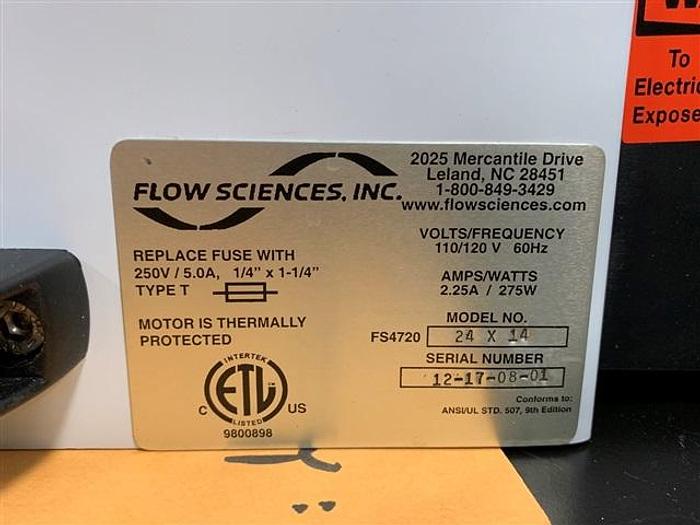 FLOW SCIENCES, INC.
2025 Mercantile Drive
Leland, NC 28451
1-800-849-3429
www.flowsciences.com
REPLACE FUSE WITH
250V / 5.0A, 1/4" x 1-1/4"
TYPE T
MOTOR IS THERMALLY
PROTECTED
INTERTEK
ETL
LISTED
C US
9800898
VOLTS/FREQUENCY
110/120 V 60Hz
AMPS/WATTS
2.25A / 275W
MODEL NO.
FS4720 24 X 14
SERIAL NUMBER
12-17-08-01
Conforms to:
ANSI/UL STD. 507, 9th Edition
To
Electric
Expose